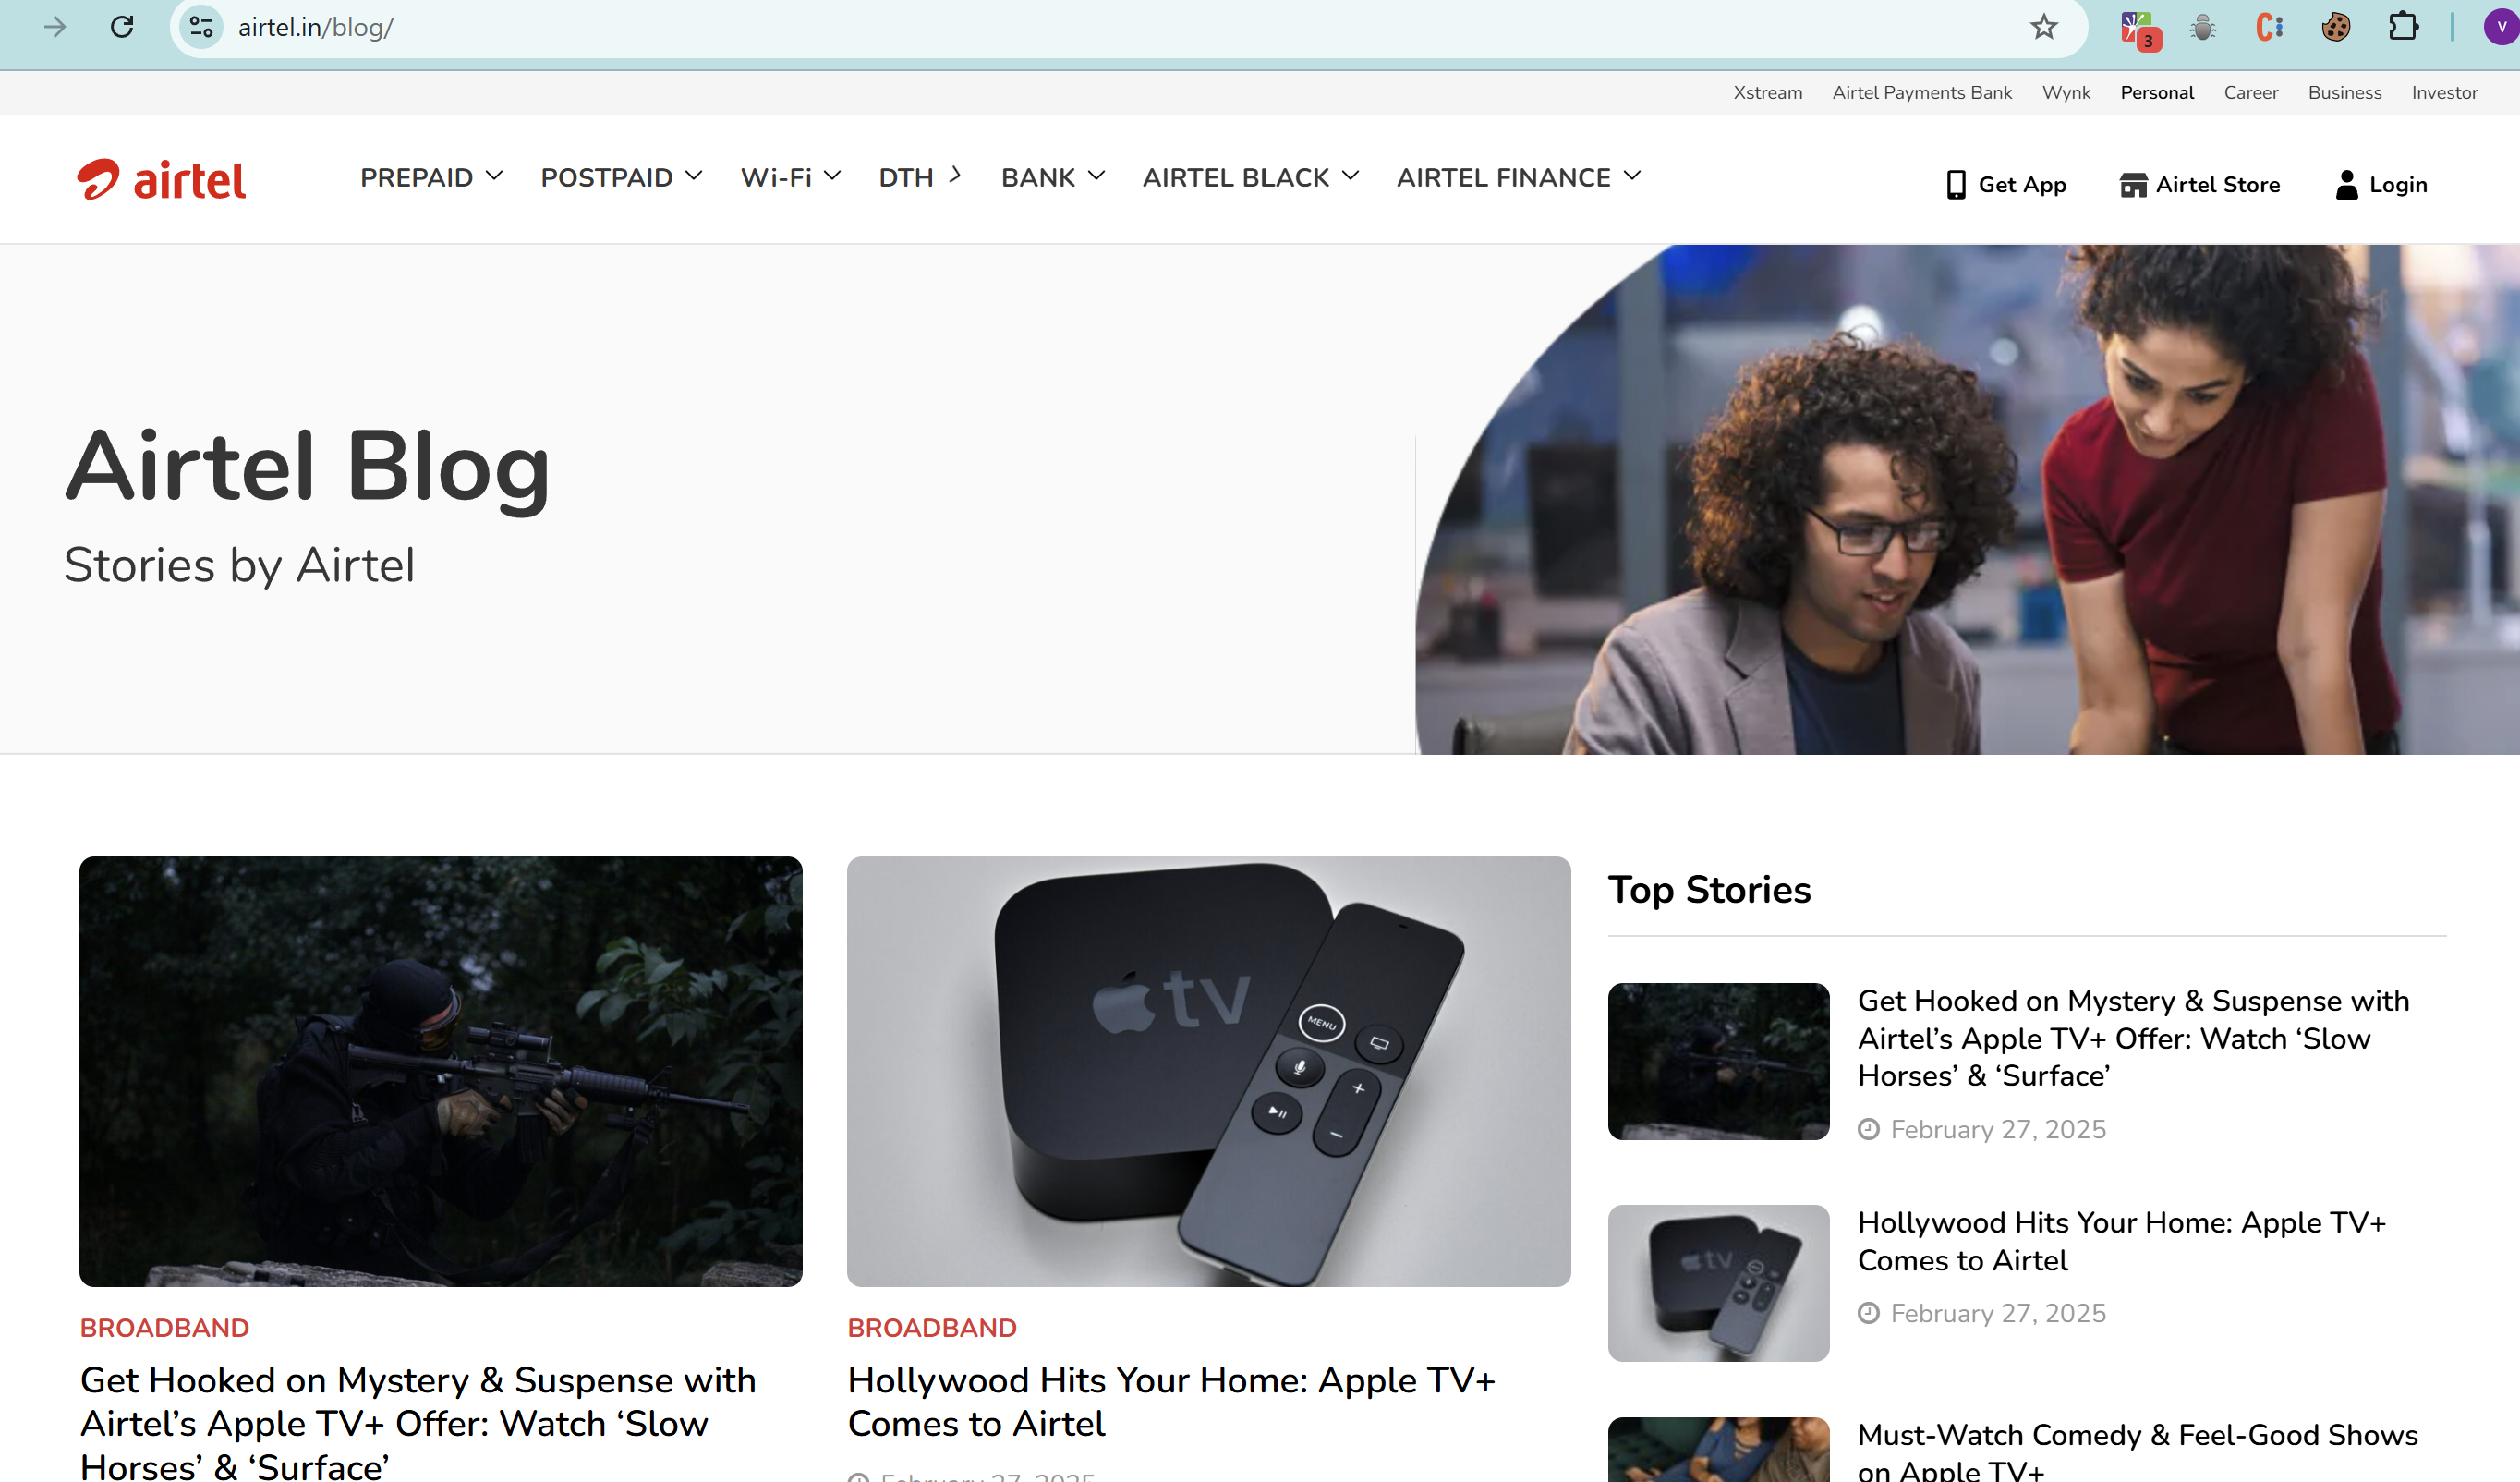 airtel.in/blog/
3
V
Xstream Airtel Payments Bank Wynk Personal Career Business Investor
airtel
PREPAID POSTPAID Wi-Fi DTH BANK AIRTEL BLACK AIRTEL FINANCE
Get App Airtel Store Login
Airtel Blog
Stories by Airtel
tv
MENU
BROADBAND
Get Hooked on Mystery & Suspense with
Airtel’s Apple TV+ Offer: Watch ‘Slow
Horses’ & ‘Surface’
BROADBAND
Hollywood Hits Your Home: Apple TV+
Comes to Airtel
February 27, 2025
Top Stories
Get Hooked on Mystery & Suspense with
Airtel’s Apple TV+ Offer: Watch ‘Slow
Horses’ & ‘Surface’
February 27, 2025
tv
Hollywood Hits Your Home: Apple TV+
Comes to Airtel
February 27, 2025
Must-Watch Comedy & Feel-Good Shows
on Apple TV+